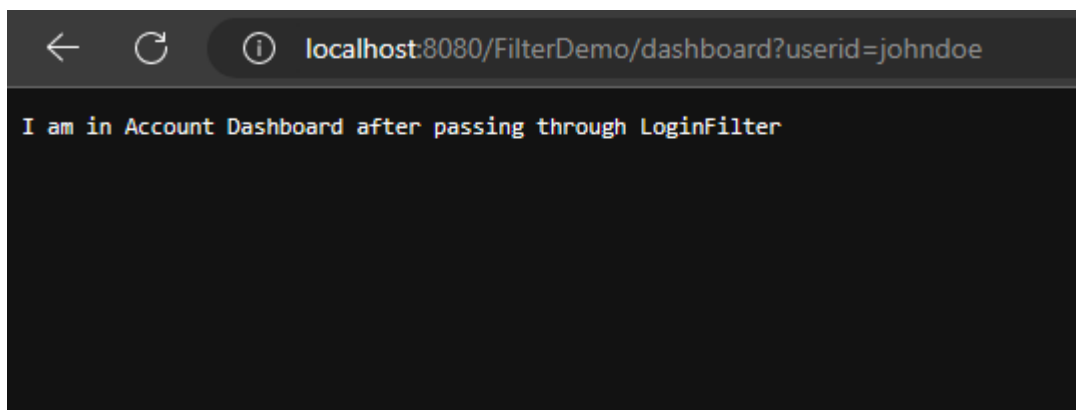 localhost:8080/FilterDemo/dashboard?userid=johndoe
I am in Account Dashboard after passing through LoginFilter